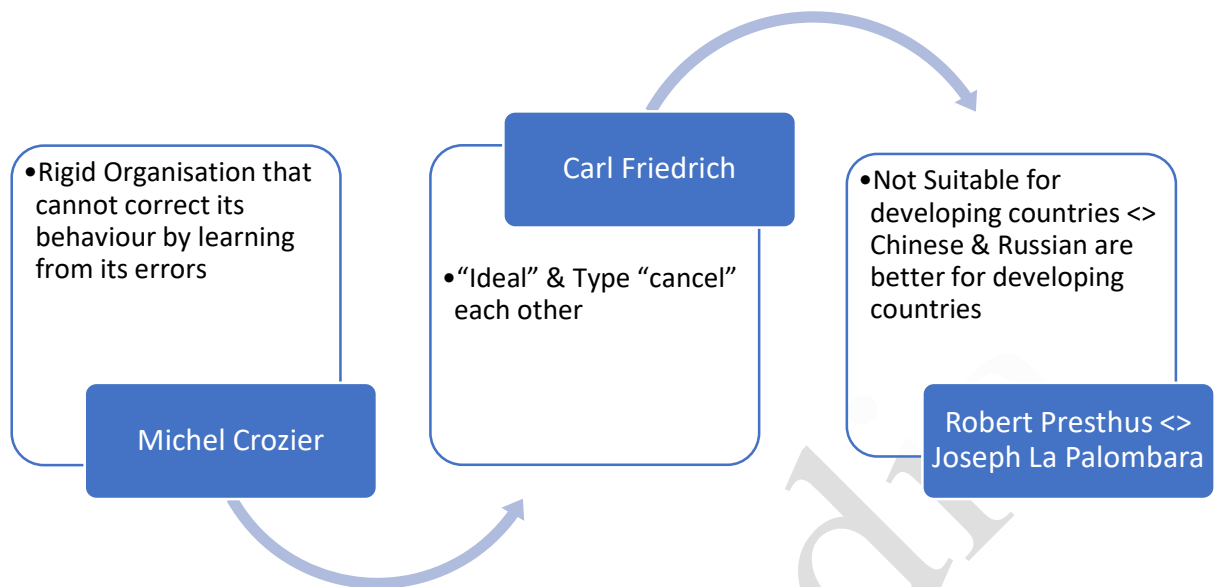 •Rigid Organisation that
cannot correct its
behaviour by learning
from its errors
Michel Crozier
Carl Friedrich
•“Ideal” & Type “cancel”
each other
•Not Suitable for
developing countries <>
Chinese & Russian are
better for developing
countries
Robert Presthus <>
Joseph La Palombara